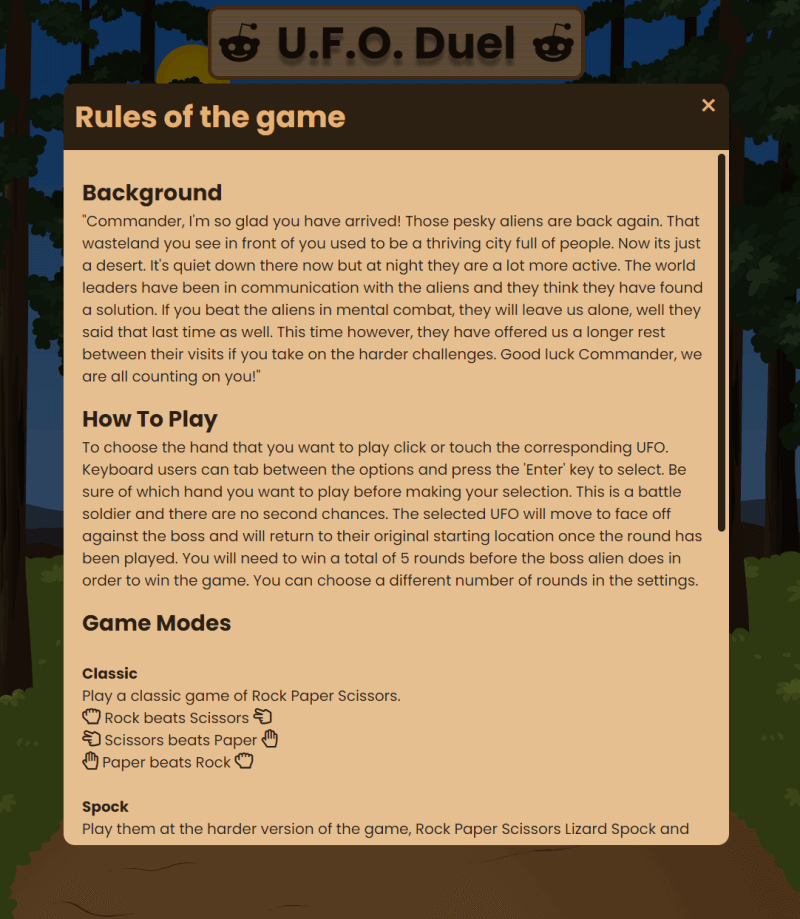 U.F.O. Duel
Rules of the game
×
Background
"Commander, I'm so glad you have arrived! Those pesky aliens are back again. That
wasteland you see in front of you used to be a thriving city full of people. Now its just
a desert. It's quiet down there now but at night they are a lot more active. The world
leaders have been in communication with the aliens and they think they have found
a solution. If you beat the aliens in mental combat, they will leave us alone, well they
said that last time as well. This time however, they have offered us a longer rest
between their visits if you take on the harder challenges. Good luck Commander, we
are all counting on you!"
How To Play
To choose the hand that you want to play click or touch the corresponding UFO.
Keyboard users can tab between the options and press the 'Enter' key to select. Be
sure of which hand you want to play before making your selection. This is a battle
soldier and there are no second chances. The selected UFO will move to face off
against the boss and will return to their original starting location once the round has
been played. You will need to win a total of 5 rounds before the boss alien does in
order to win the game. You can choose a different number of rounds in the settings.
Game Modes
Classic
Play a classic game of Rock Paper Scissors.
Rock beats Scissors
Scissors beats Paper
Paper beats Rock
Spock
Play them at the harder version of the game, Rock Paper Scissors Lizard Spock and